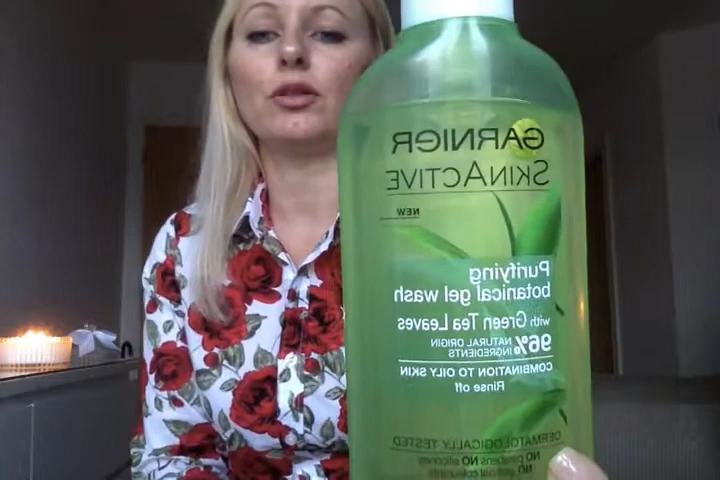 GARNIER
SKINACTIVE
NEW
Purifying
botanical gel wash
with Green Tea Leaves
96% NATURAL ORIGIN
INGREDIENTS
COMBINATION TO OILY SKIN
Rinse off
DERMATOLOGICALLY TESTED
NO parabens NO silicones